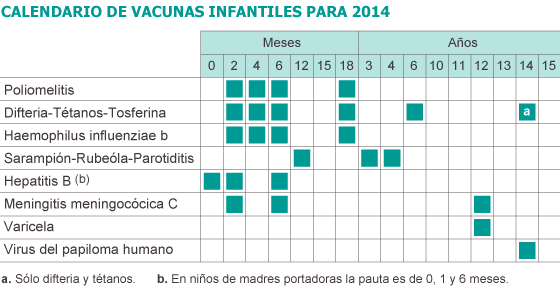 CALENDARIO DE VACUNAS INFANTILES PARA 2014
Meses Años
0 2 4 6 12 15 18 3 4 6 10 11 12 14 15
Poliomelitis
Difteria-Tétanos-Tosferina a
Haemophilus influenziae b
Sarampión-Rubeóla-Parotiditis
Hepatitis B (b)
Meningitis meningocócica C
Varicela
Virus del papiloma humano
a. Sólo difteria y tétanos. b. En niños de madres portadoras la pauta es de 0, 1 y 6 meses.